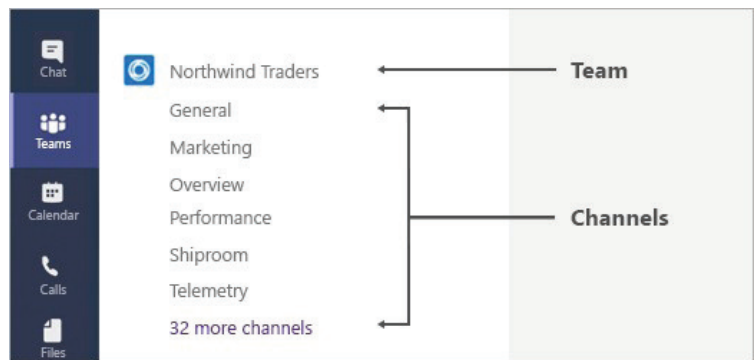 Chat
Teams
Calendar
Calls
Files
Northwind Traders
General
Marketing
Overview
Performance
Shiproom
Telemetry
32 more channels
Team
Channels